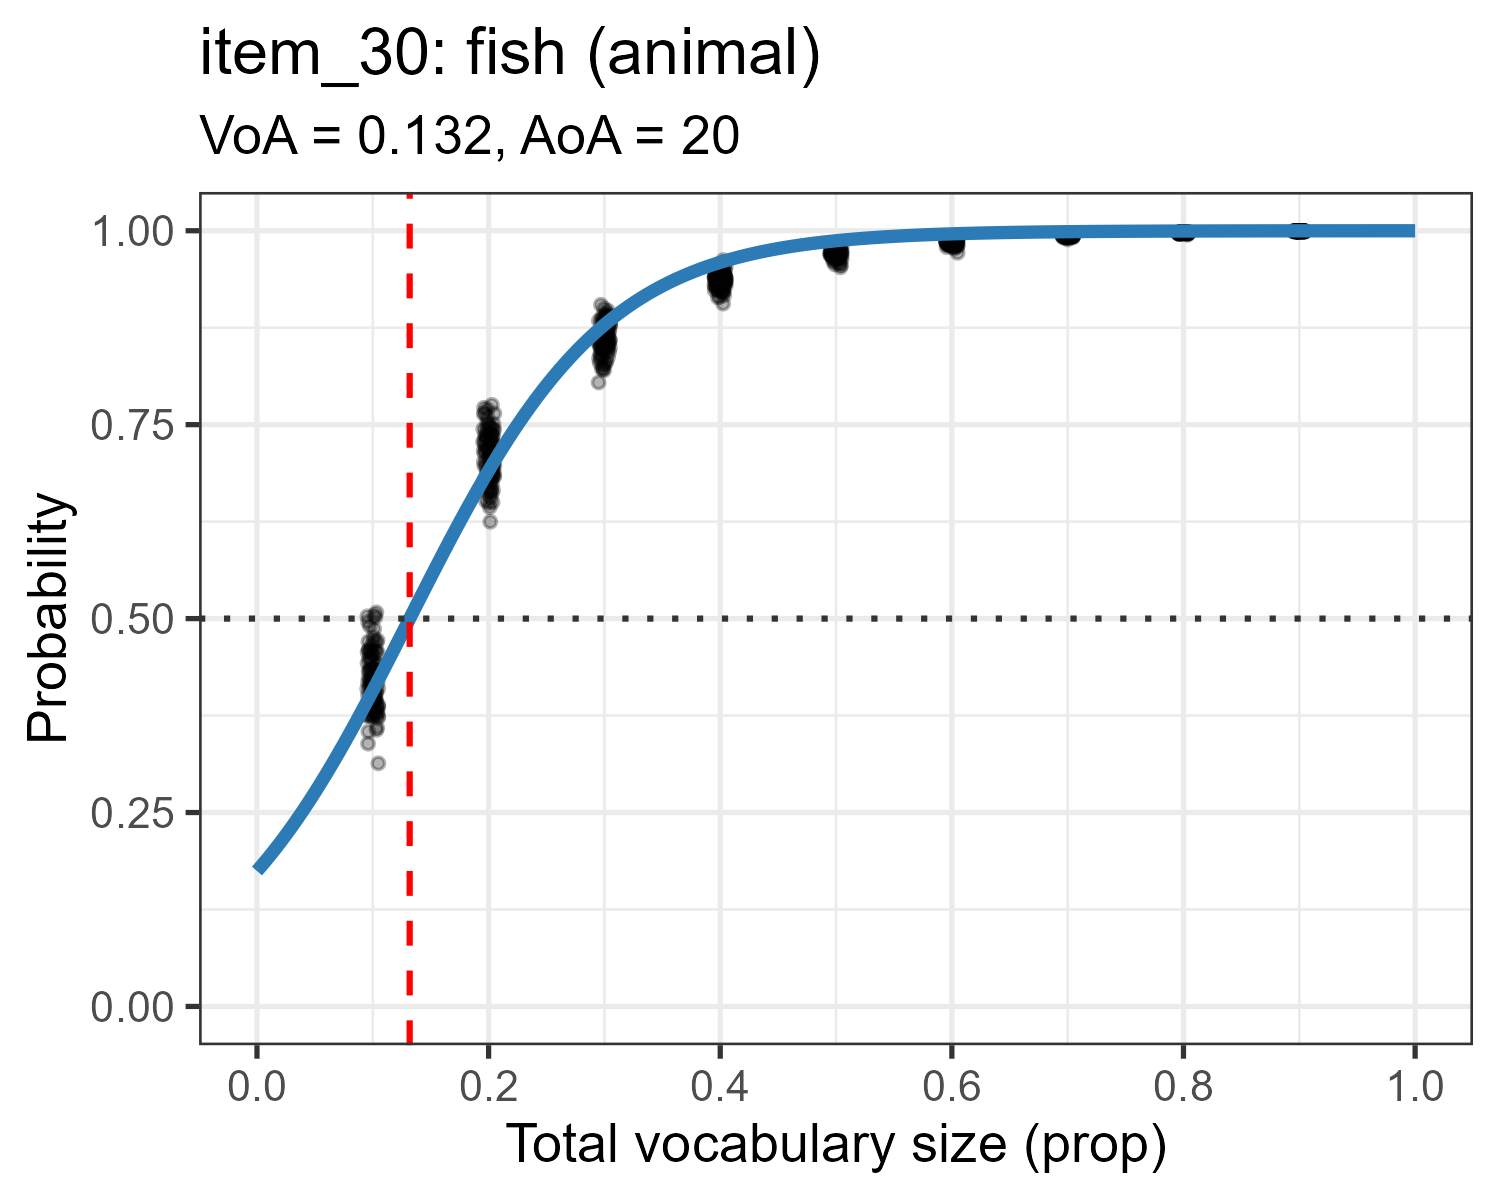 item_30: fish (animal)
VoA = 0.132, AoA = 20
1.00
0.75
0.50
0.25
0.00
Probability
0.0 0.2 0.4 0.6 0.8 1.0
Total vocabulary size (prop)